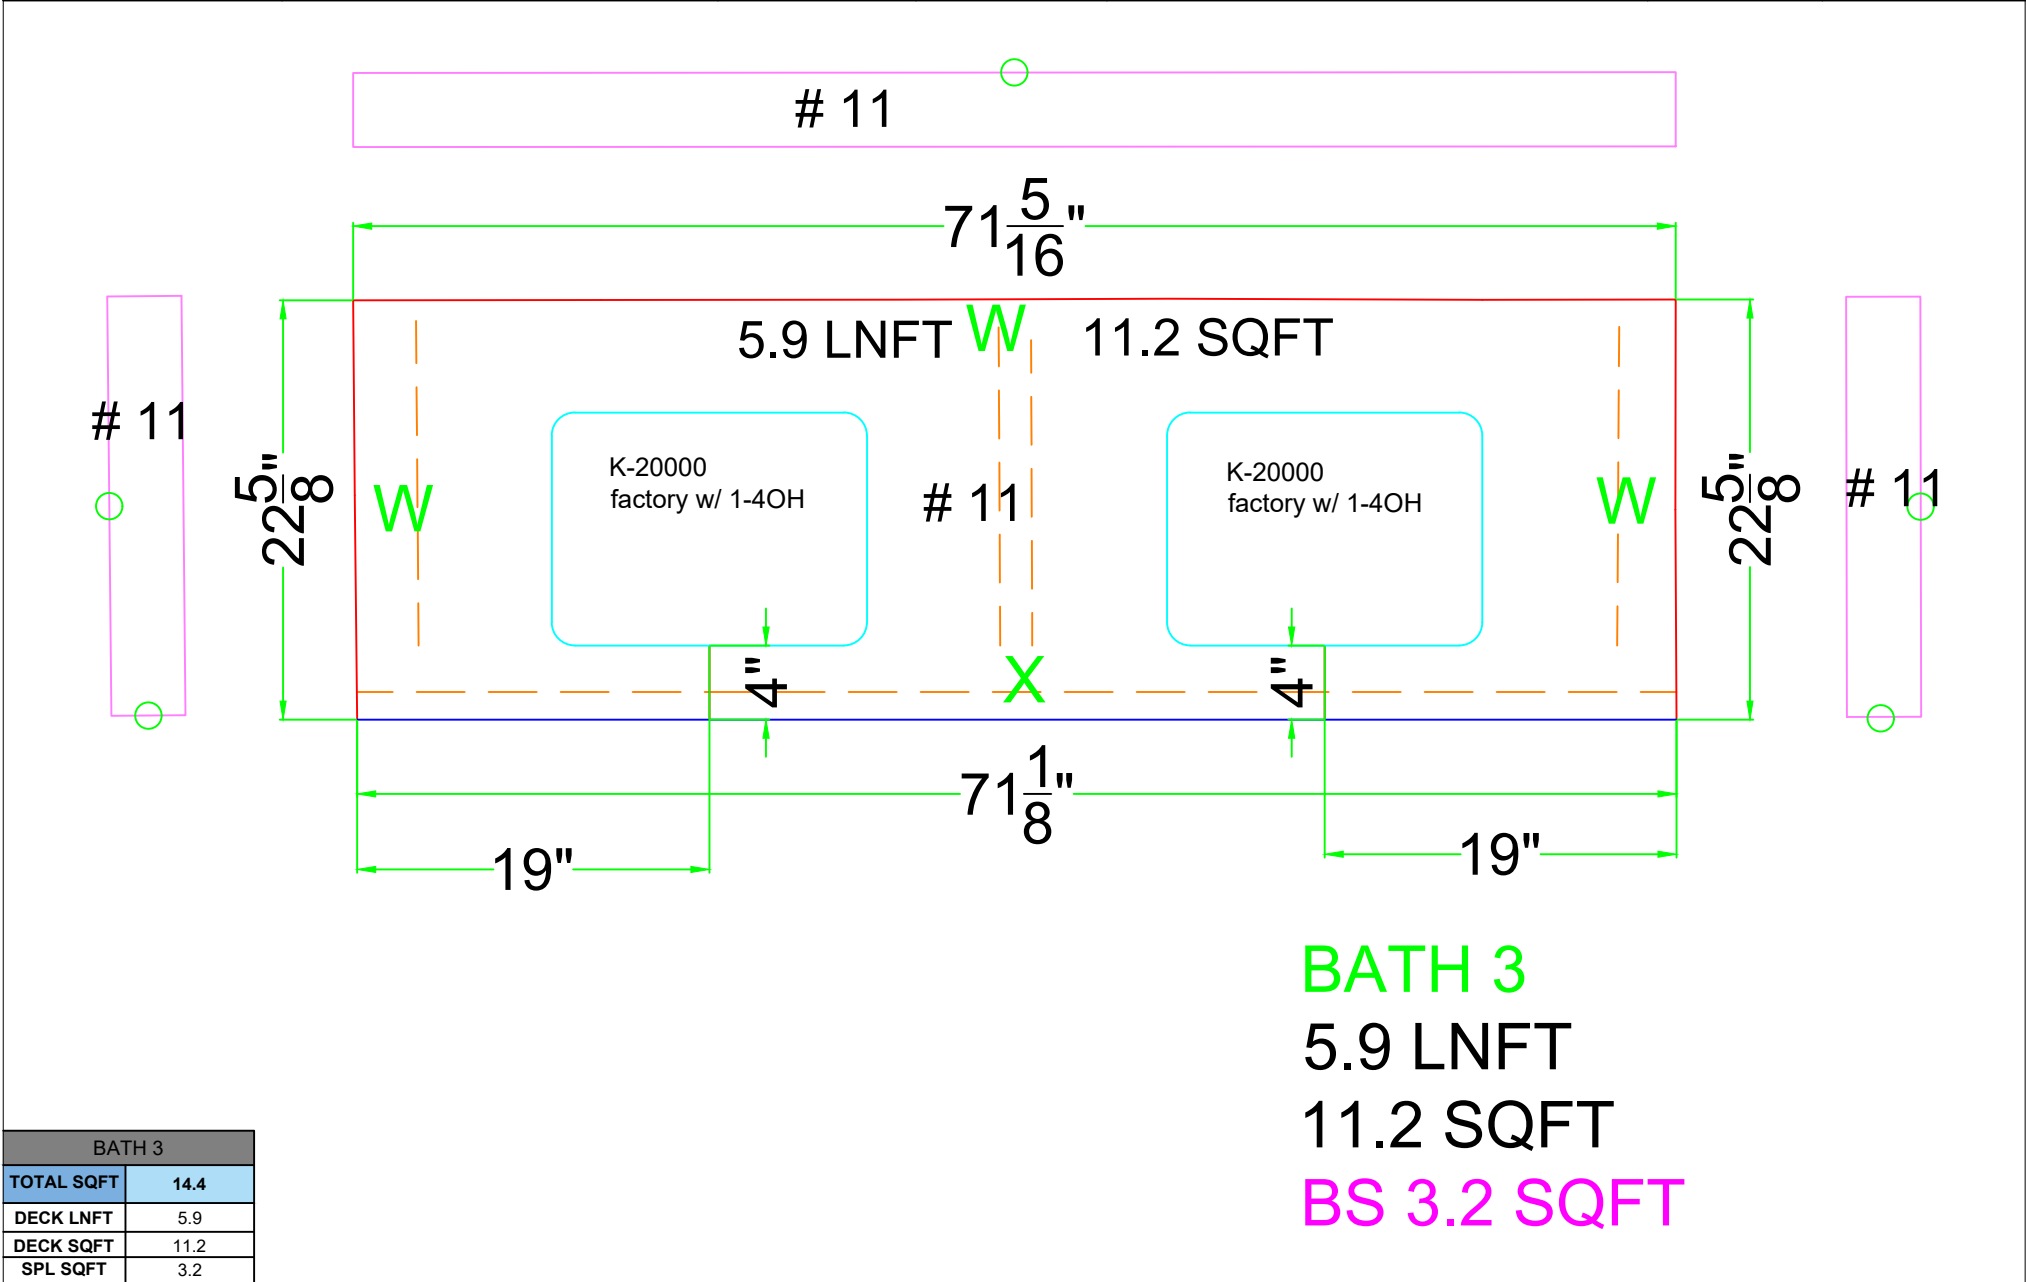 # 11
71 5/16"
5.9 LNFT W 11.2 SQFT
# 11
22 5/8"
W
K-20000
factory w/ 1-4OH
# 11
K-20000
factory w/ 1-4OH
W
22 5/8"
# 11
4"
X
4"
71 1/8"
19"
19"
BATH 3
5.9 LNFT
11.2 SQFT
BS 3.2 SQFT
BATH 3
TOTAL SQFT 14.4
DECK LNFT 5.9
DECK SQFT 11.2
SPL SQFT 3.2